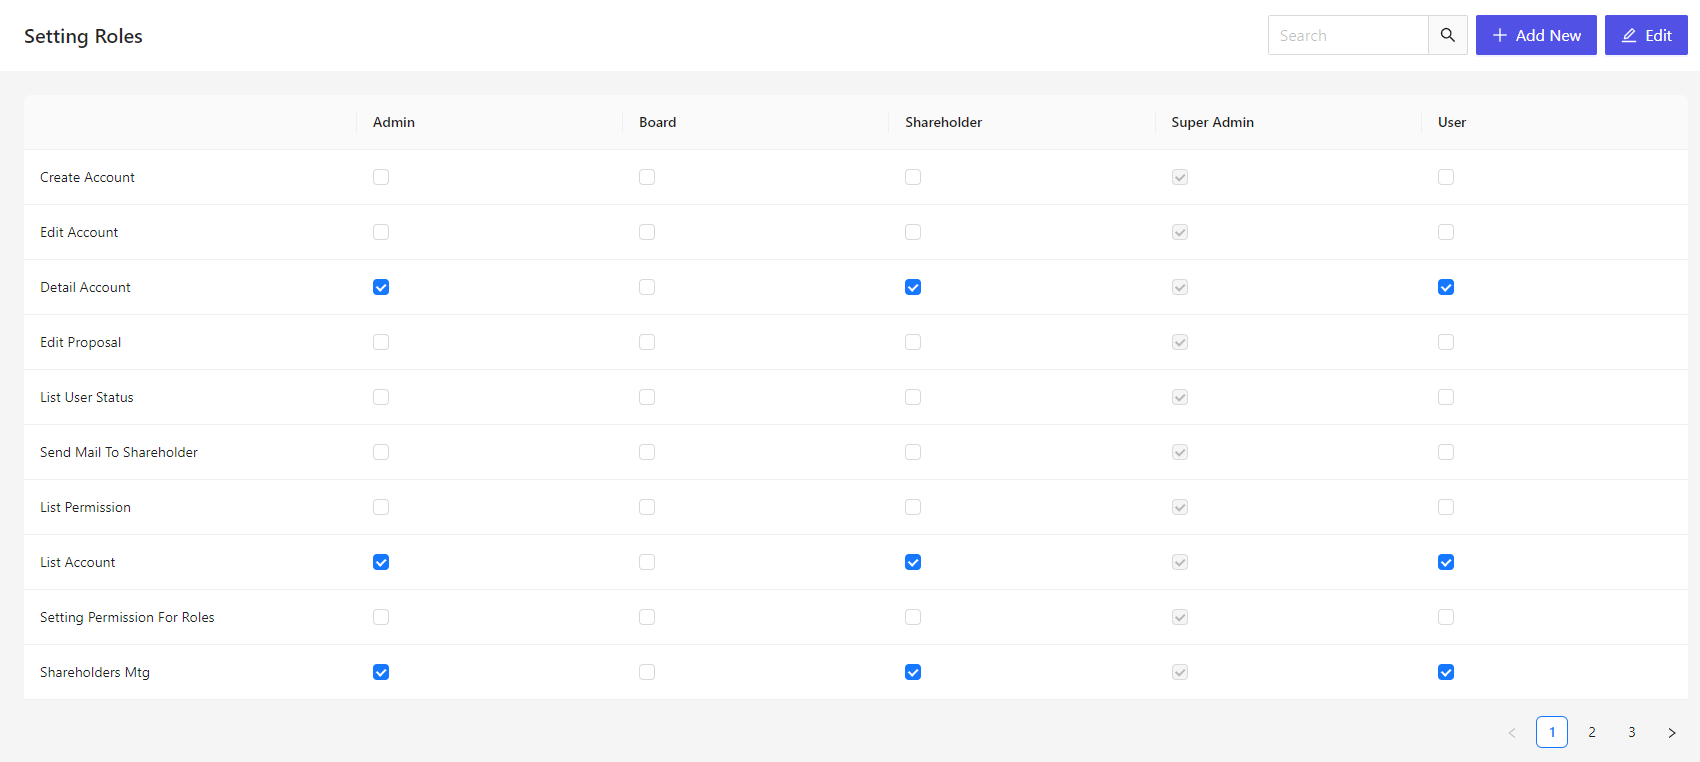 Setting Roles
Search
Add New
Edit
Admin Board Shareholder Super Admin User
Create Account
Edit Account
Detail Account
Edit Proposal
List User Status
Send Mail To Shareholder
List Permission
List Account
Setting Permission For Roles
Shareholders Mtg
1 2 3